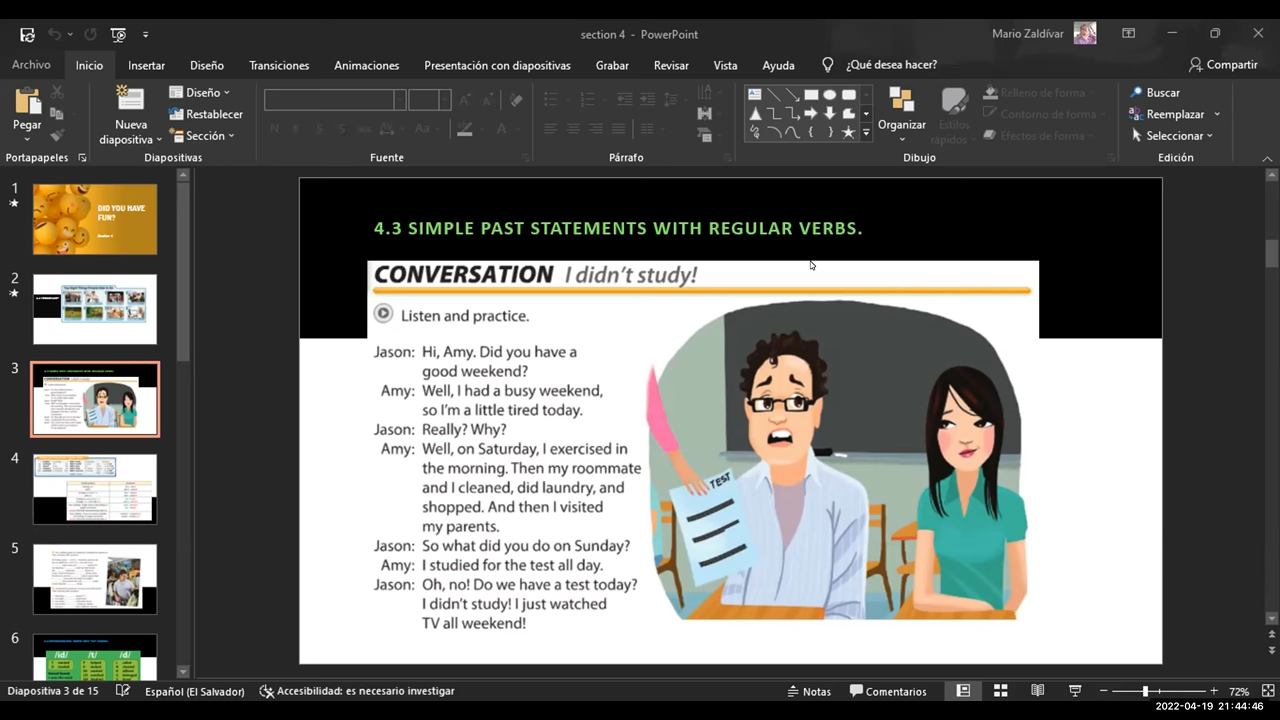 section 4 - PowerPoint
Mario Zaldívar
Archivo Inicio Insertar Diseño Transiciones Animaciones Presentación con diapositivas Grabar Revisar Vista Ayuda ¿Qué desea hacer? Compartir
Pegar
Nueva diapositiva
Diseño
Restablecer
Sección
Organizar
Estilos rápidos
Relleno de forma
Contorno de forma
Efectos de forma
Buscar
Reemplazar
Seleccionar
Portapapeles Diapositivas Fuente Párrafo Dibujo Edición
1
DID YOU HAVE
FUN?
2
3
4
5
6
/id/ /t/ /d/
4.3 SIMPLE PAST STATEMENTS WITH REGULAR VERBS.
CONVERSATION I didn't study!
Listen and practice.
Jason: Hi, Amy. Did you have a
good weekend?
Amy: Well, I had a busy weekend,
so I'm a little tired today.
Jason: Really? Why?
Amy: Well, on Saturday, I exercised in
the morning. Then my roommate
and I cleaned, did laundry, and
shopped. And then I visited
my parents.
Jason: So what did you do on Sunday?
Amy: I studied for the test all day.
Jason: Oh, no! Do we have a test today?
I didn't study! I just watched
TV all weekend!
TEST
Diapositiva 3 de 15 Español (El Salvador) Accesibilidad: es necesario investigar Notas Comentarios 72%
2022-04-19 21:44:46